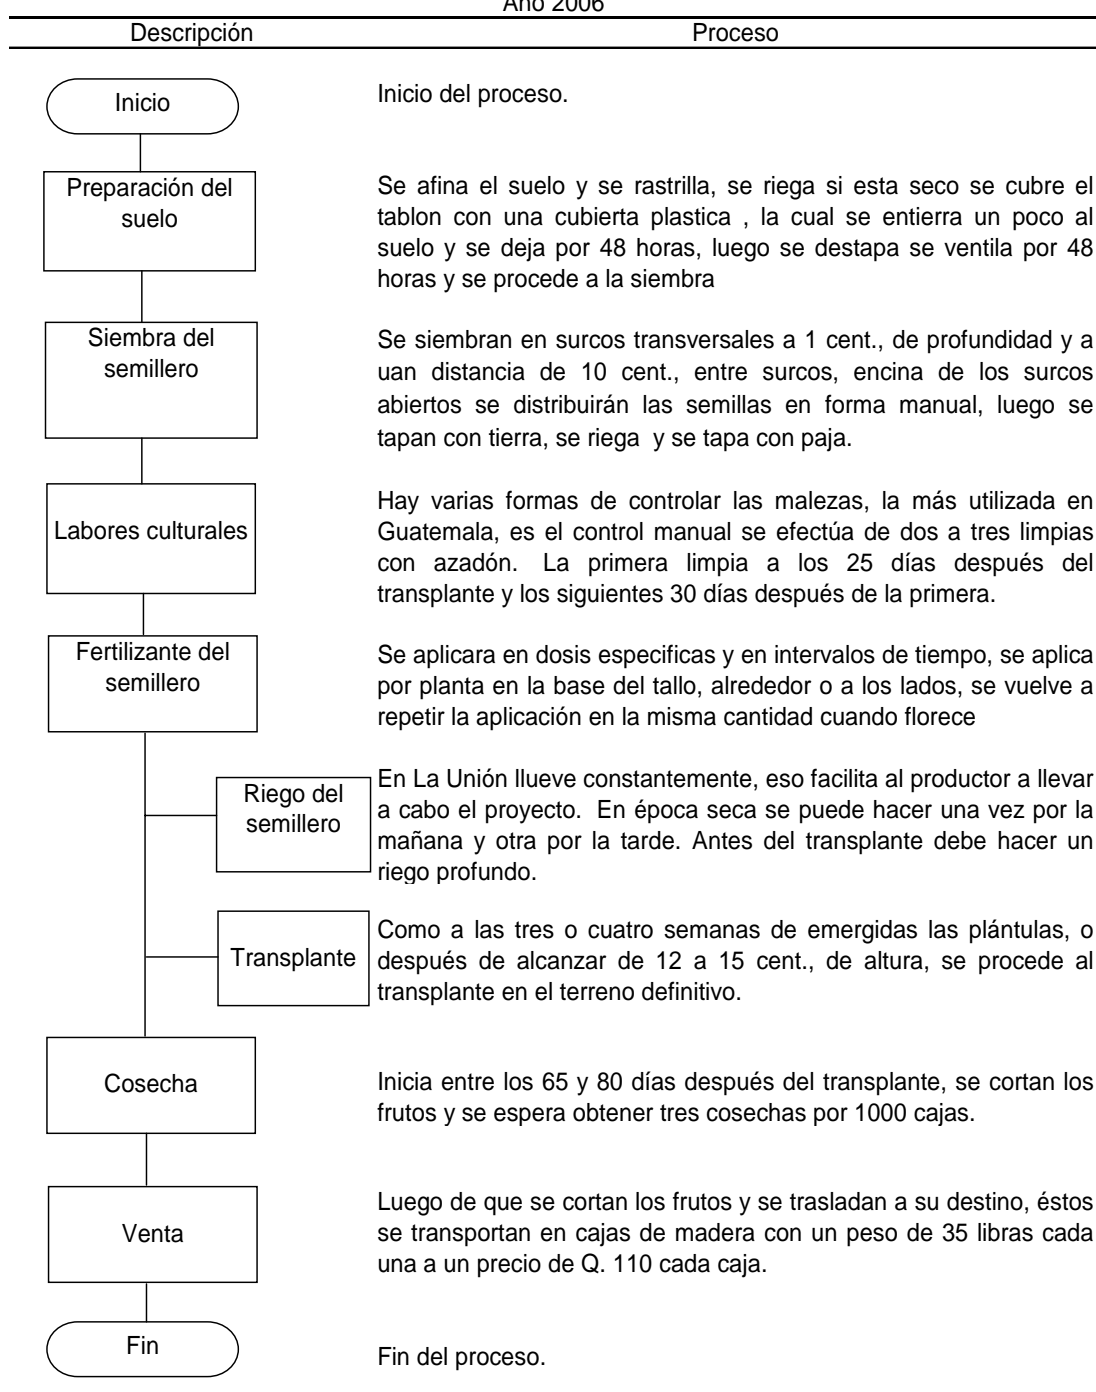 Año 2006
Descripción Proceso
Inicio
Inicio del proceso.
Preparación del
suelo
Se afina el suelo y se rastrilla, se riega si esta seco se cubre el
tablon con una cubierta plastica , la cual se entierra un poco al
suelo y se deja por 48 horas, luego se destapa se ventila por 48
horas y se procede a la siembra
Siembra del
semillero
Se siembran en surcos transversales a 1 cent., de profundidad y a
uan distancia de 10 cent., entre surcos, encina de los surcos
abiertos se distribuirán las semillas en forma manual, luego se
tapan con tierra, se riega y se tapa con paja.
Labores culturales
Hay varias formas de controlar las malezas, la más utilizada en
Guatemala, es el control manual se efectúa de dos a tres limpias
con azadón. La primera limpia a los 25 días después del
transplante y los siguientes 30 días después de la primera.
Fertilizante del
semillero
Se aplicara en dosis especificas y en intervalos de tiempo, se aplica
por planta en la base del tallo, alrededor o a los lados, se vuelve a
repetir la aplicación en la misma cantidad cuando florece
Riego del
semillero
En La Unión llueve constantemente, eso facilita al productor a llevar
a cabo el proyecto. En época seca se puede hacer una vez por la
mañana y otra por la tarde. Antes del transplante debe hacer un
riego profundo.
Transplante
Como a las tres o cuatro semanas de emergidas las plántulas, o
después de alcanzar de 12 a 15 cent., de altura, se procede al
transplante en el terreno definitivo.
Cosecha
Inicia entre los 65 y 80 días después del transplante, se cortan los
frutos y se espera obtener tres cosechas por 1000 cajas.
Venta
Luego de que se cortan los frutos y se trasladan a su destino, éstos
se transportan en cajas de madera con un peso de 35 libras cada
una a un precio de Q. 110 cada caja.
Fin
Fin del proceso.